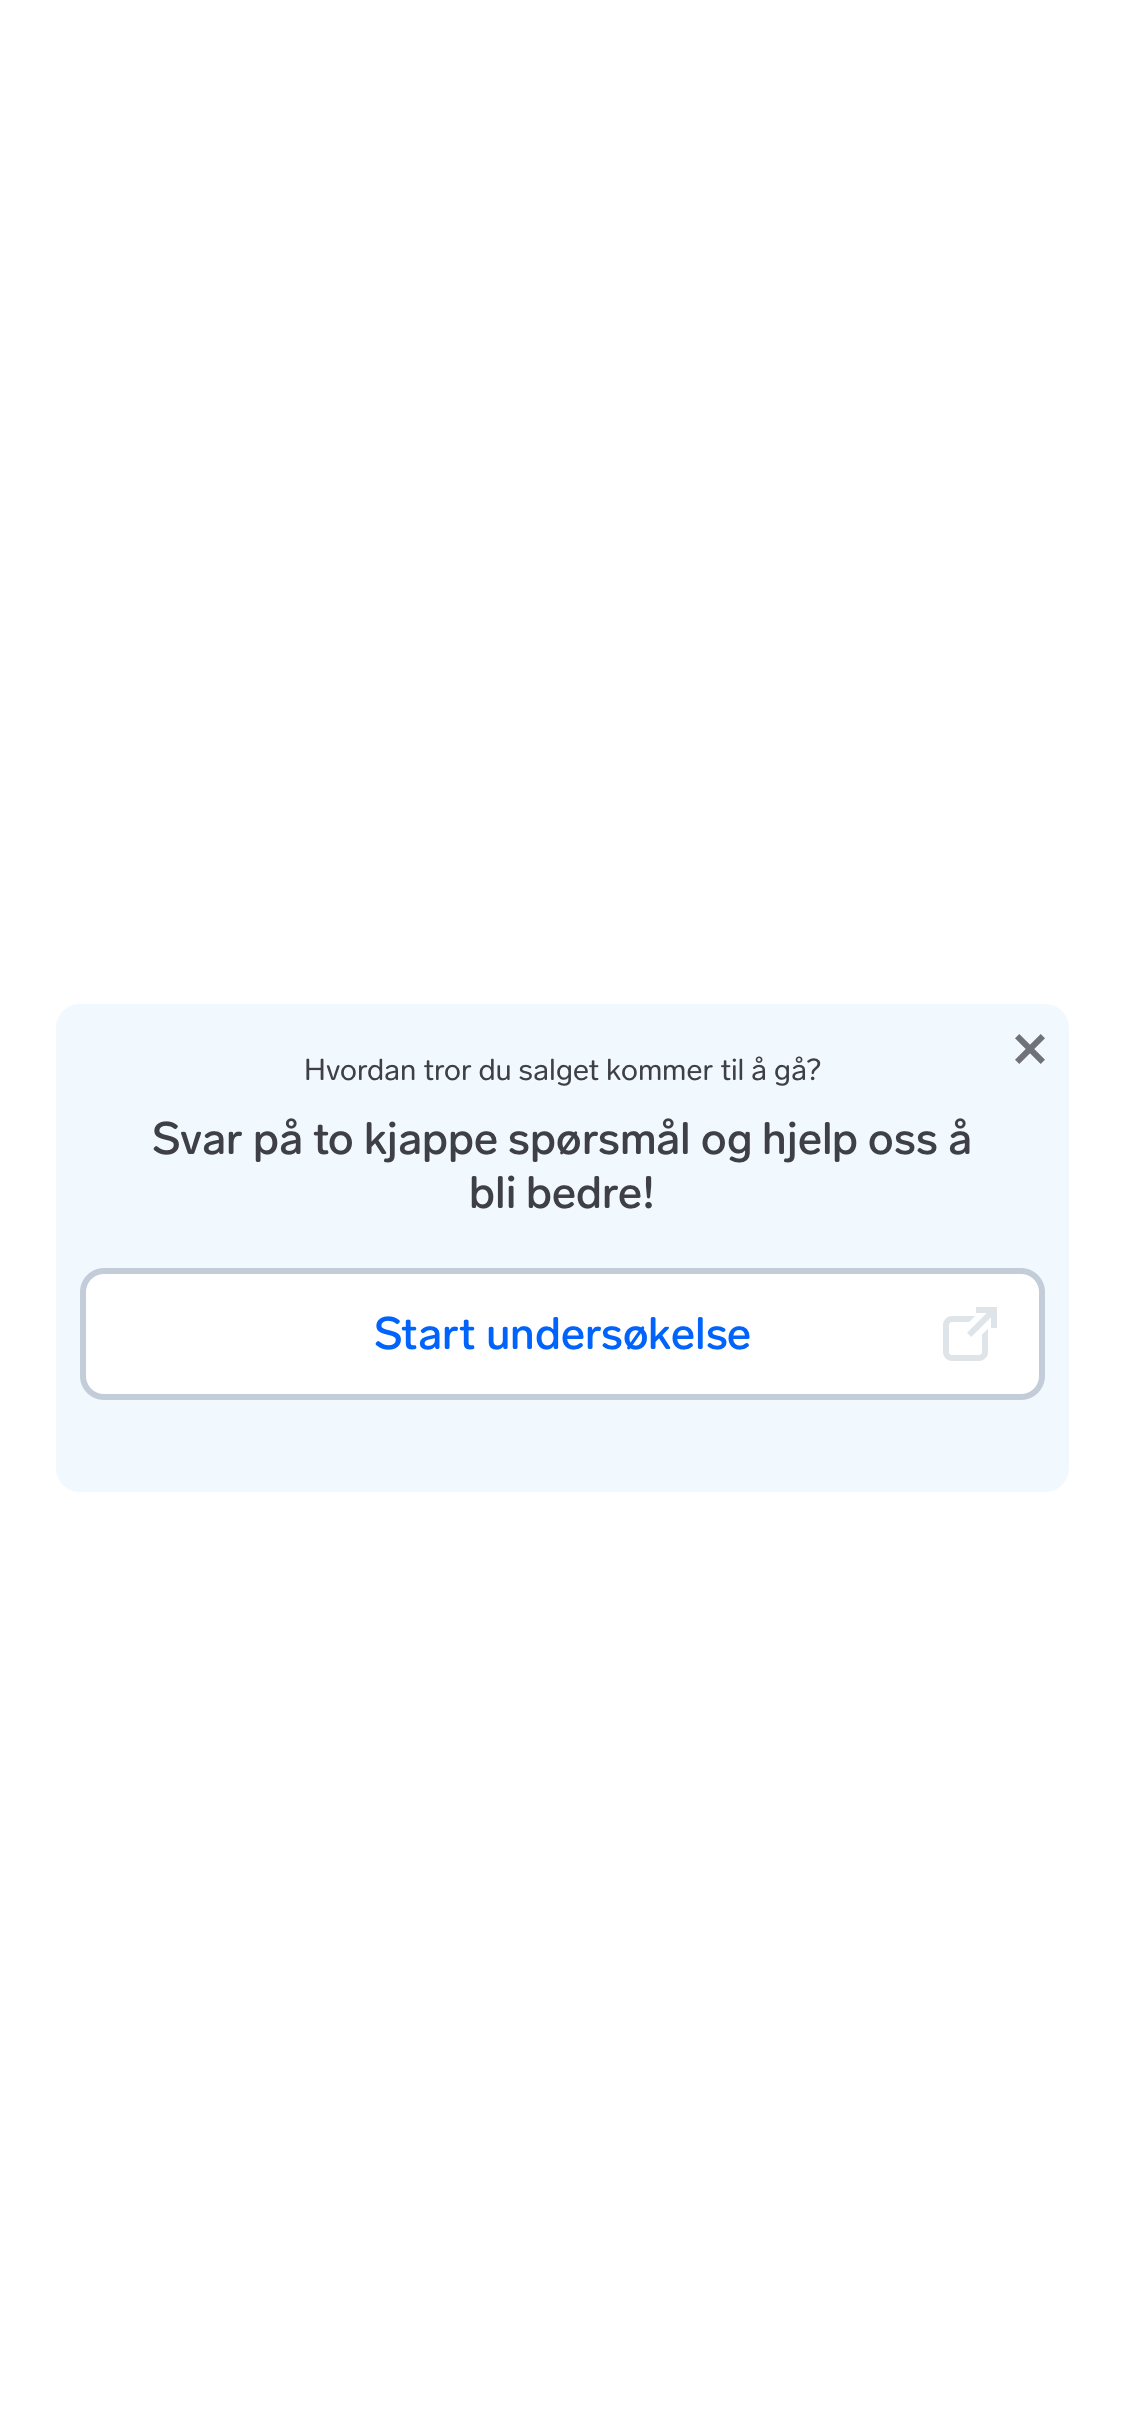 Hvordan tror du salget kommer til å gå?
Svar på to kjappe spørsmål og hjelp oss å
bli bedre!
Start undersøkelse